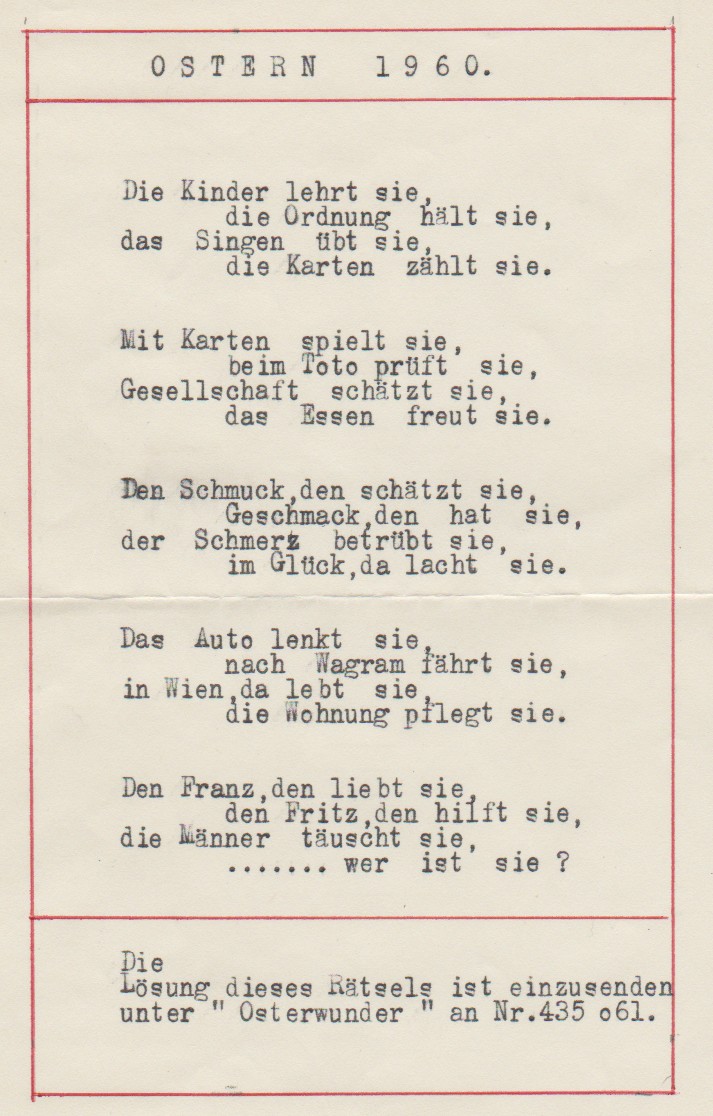 OSTERN 1960.
Die Kinder lehrt sie,
die Ordnung hält sie,
das Singen übt sie,
die Karten zählt sie.
Mit Karten spielt sie,
beim Toto prüft sie,
Gesellschaft schätzt sie,
das Essen freut sie.
Den Schmuck,den schätzt sie,
Geschmack,den hat sie,
der Schmerz betrübt sie,
im Glück,da lacht sie.
Das Auto lenkt sie,
nach Wagram fährt sie,
in Wien,da lebt sie,
die Wohnung pflegt sie.
Den Franz,den liebt sie,
den Fritz,den hilft sie,
die Männer täuscht sie,
....... wer ist sie ?
Die
Lösung dieses Rätsels ist einzusenden
unter " Osterwunder " an Nr.435 o61.